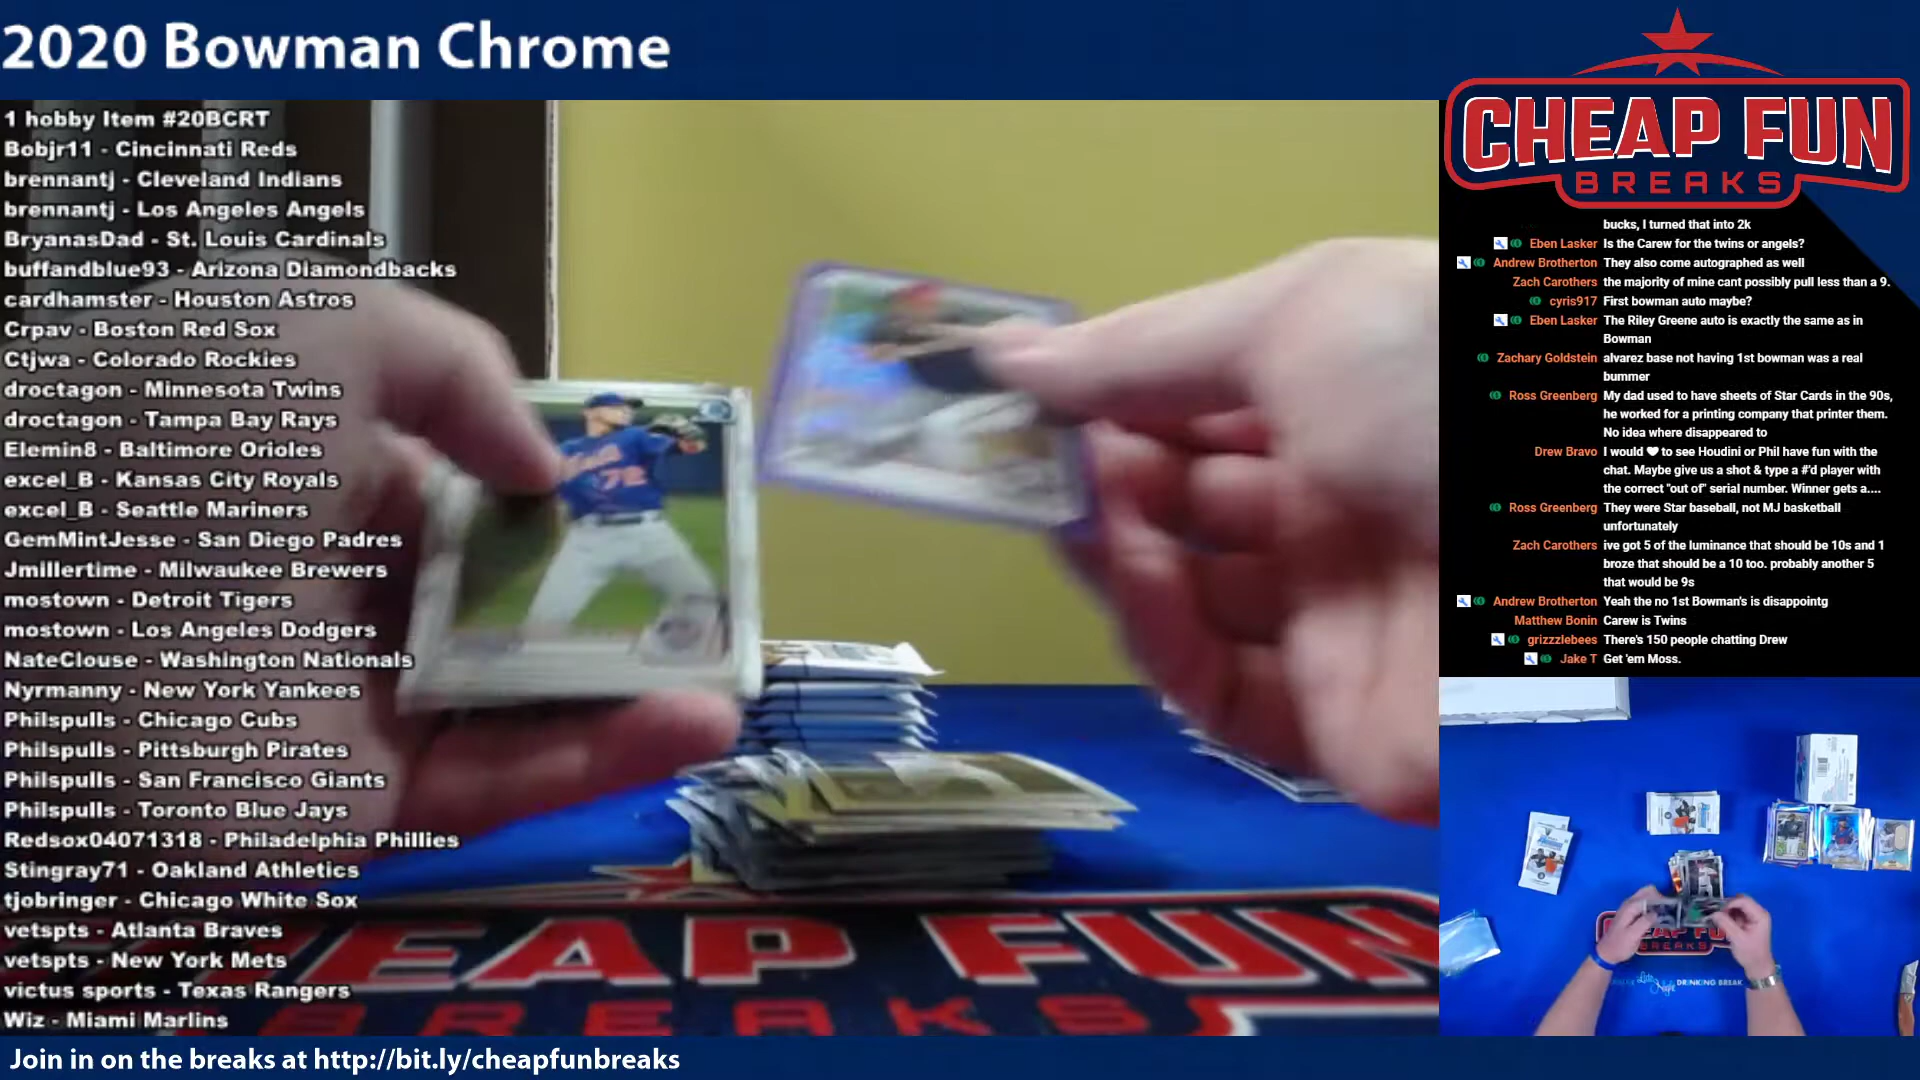 2020 Bowman Chrome
1 hobby Item #20BCRT
Bobjr11 - Cincinnati Reds
brennantj - Cleveland Indians
brennantj - Los Angeles Angels
BryanasDad - St. Louis Cardinals
buffandblue93 - Arizona Diamondbacks
cardhamster - Houston Astros
Crpav - Boston Red Sox
Ctjwa - Colorado Rockies
droctagon - Minnesota Twins
droctagon - Tampa Bay Rays
Elemin8 - Baltimore Orioles
excel_B - Kansas City Royals
excel_B - Seattle Mariners
GemMintJesse - San Diego Padres
Jmillertime - Milwaukee Brewers
mostown - Detroit Tigers
mostown - Los Angeles Dodgers
NateClouse - Washington Nationals
Nyrmanny - New York Yankees
Philspulls - Chicago Cubs
Philspulls - Pittsburgh Pirates
Philspulls - San Francisco Giants
Philspulls - Toronto Blue Jays
Redsox04071318 - Philadelphia Phillies
Stingray71 - Oakland Athletics
tjobringer - Chicago White Sox
vetspts - Atlanta Braves
vetspts - New York Mets
victus sports - Texas Rangers
Wiz - Miami Marlins
Join in on the breaks at http://bit.ly/cheapfunbreaks
72
HEAP FUN
BREAKS
CHEAP FUN
BREAKS
bucks, I turned that into 2k
Eben Lasker Is the Carew for the twins or angels?
Andrew Brotherton They also come autographed as well
Zach Carothers the majority of mine cant possibly pull less than a 9.
cyris917 First bowman auto maybe?
Eben Lasker The Riley Greene auto is exactly the same as in
Bowman
Zachary Goldstein alvarez base not having 1st bowman was a real
bummer
Ross Greenberg My dad used to have sheets of Star Cards in the 90s,
he worked for a printing company that printer them.
No idea where disappeared to
Drew Bravo I would ❤ to see Houdini or Phil have fun with the
chat. Maybe give us a shot & type a #'d player with
the correct "out of" serial number. Winner gets a....
Ross Greenberg They were Star baseball, not MJ basketball
unfortunately
Zach Carothers ive got 5 of the luminance that should be 10s and 1
broze that should be a 10 too. probably another 5
that would be 9s
Andrew Brotherton Yeah the no 1st Bowman's is disappointg
Matthew Bonin Carew is Twins
grizzzlebees There's 150 people chatting Drew
Jake T Get 'em Moss.
BREAKS
DRINKING BREAK